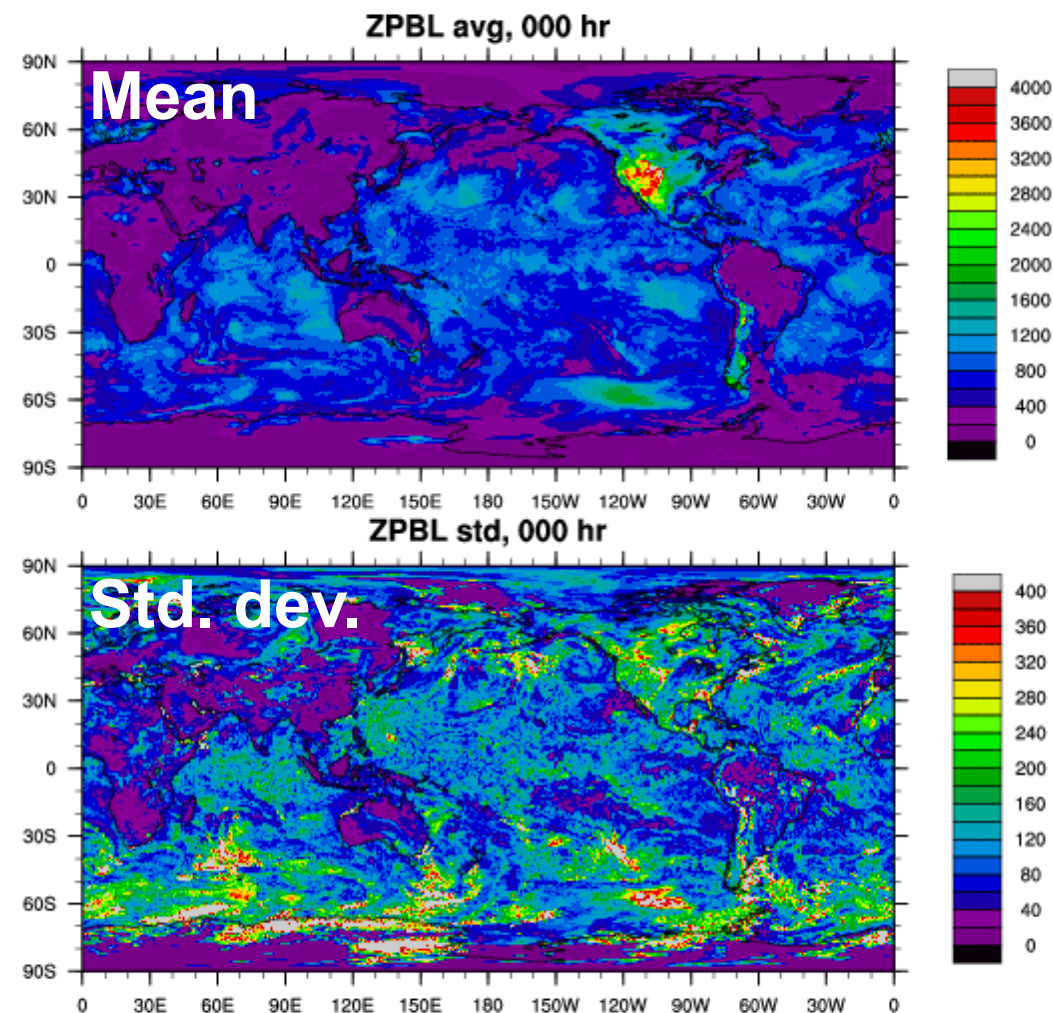 ZPBL avg, 000 hr
Mean
90N
60N
30N
0
30S
60S
90S
0 30E 60E 90E 120E 150E 180 150W 120W 90W 60W 30W 0
4000
3600
3200
2800
2400
2000
1600
1200
800
400
0
ZPBL std, 000 hr
Std. dev.
90N
60N
30N
0
30S
60S
90S
0 30E 60E 90E 120E 150E 180 150W 120W 90W 60W 30W 0
400
360
320
280
240
200
160
120
80
40
0